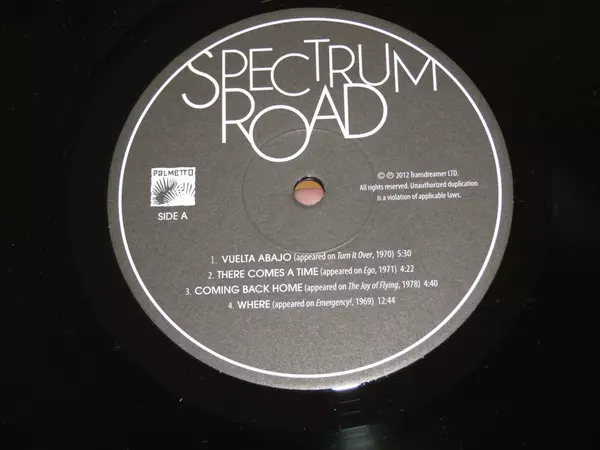 SPECTRUM
ROAD
PALMETTO
SIDE A
© ℗ 2012 Transdreamer LTD.
All rights reserved. Unauthorized duplication
is a violation of applicable laws.
1. VUELTA ABAJO (appeared on Turn It Over, 1970) 5:30
2. THERE COMES A TIME (appeared on Ego, 1971) 4:22
3. COMING BACK HOME (appeared on The Joy of Flying, 1978) 4:40
4. WHERE (appeared on Emergency!, 1969) 12:44